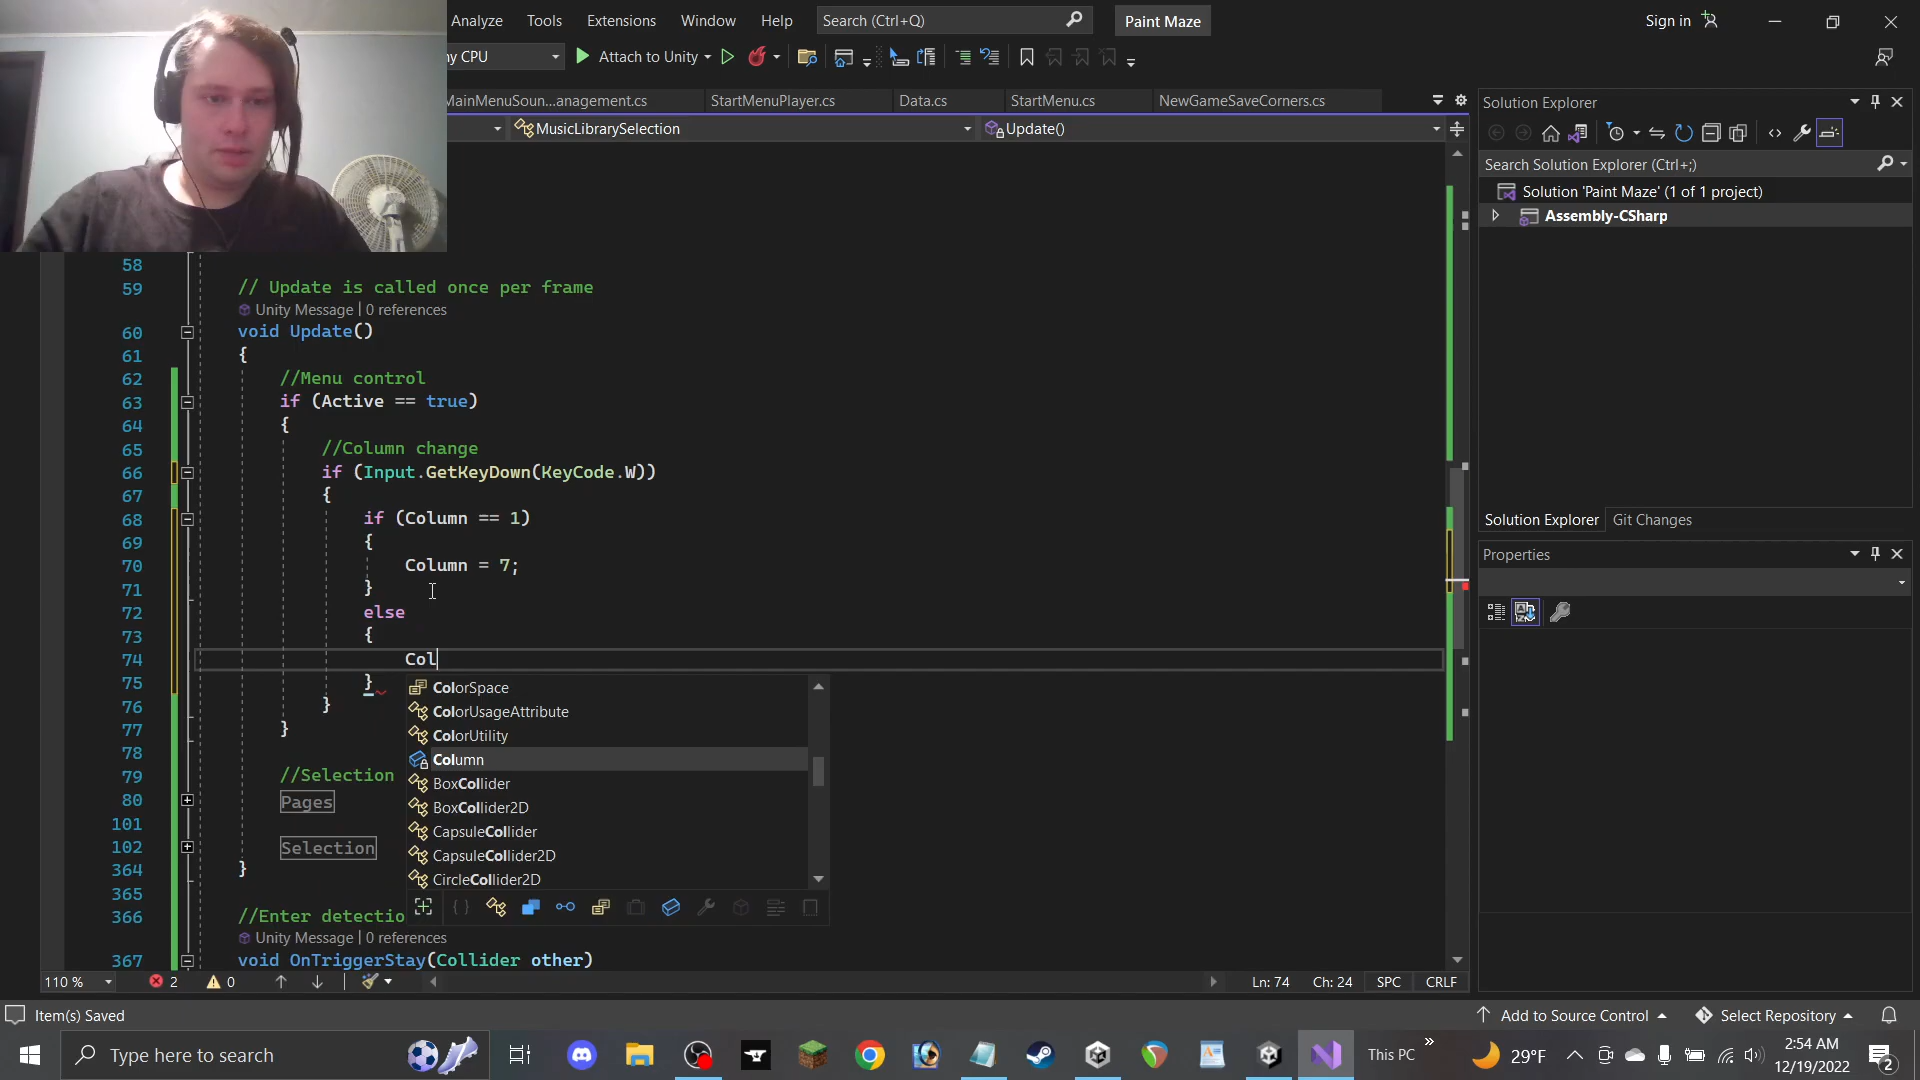 Analyze Tools Extensions Window Help Search (Ctrl+Q) Paint Maze Sign in
ny CPU Attach to Unity
MainMenuSoun...anagement.cs StartMenuPlayer.cs Data.cs StartMenu.cs NewGameSaveCorners.cs
MusicLibrarySelection Update()
58
59 // Update is called once per frame
Unity Message | 0 references
60 void Update()
61 {
62 //Menu control
63 if (Active == true)
64 {
65 //Column change
66 if (Input.GetKeyDown(KeyCode.W))
67 {
68 if (Column == 1)
69 {
70 Column = 7;
71 }
72 else
73 {
74 Col
75 }
76 }
77 }
78
79 //Selection
80 Pages
101
102 Selection
364 }
365
366 //Enter detectio
Unity Message | 0 references
367 void OnTriggerStay(Collider other)
ColorSpace
ColorUsageAttribute
ColorUtility
Column
BoxCollider
BoxCollider2D
CapsuleCollider
CapsuleCollider2D
CircleCollider2D
110 % 2 0 Ln: 74 Ch: 24 SPC CRLF
Solution Explorer
Search Solution Explorer (Ctrl+;)
Solution 'Paint Maze' (1 of 1 project)
Assembly-CSharp
Solution Explorer Git Changes
Properties
Item(s) Saved Add to Source Control Select Repository
Type here to search This PC » 29°F 2:54 AM
12/19/2022 2